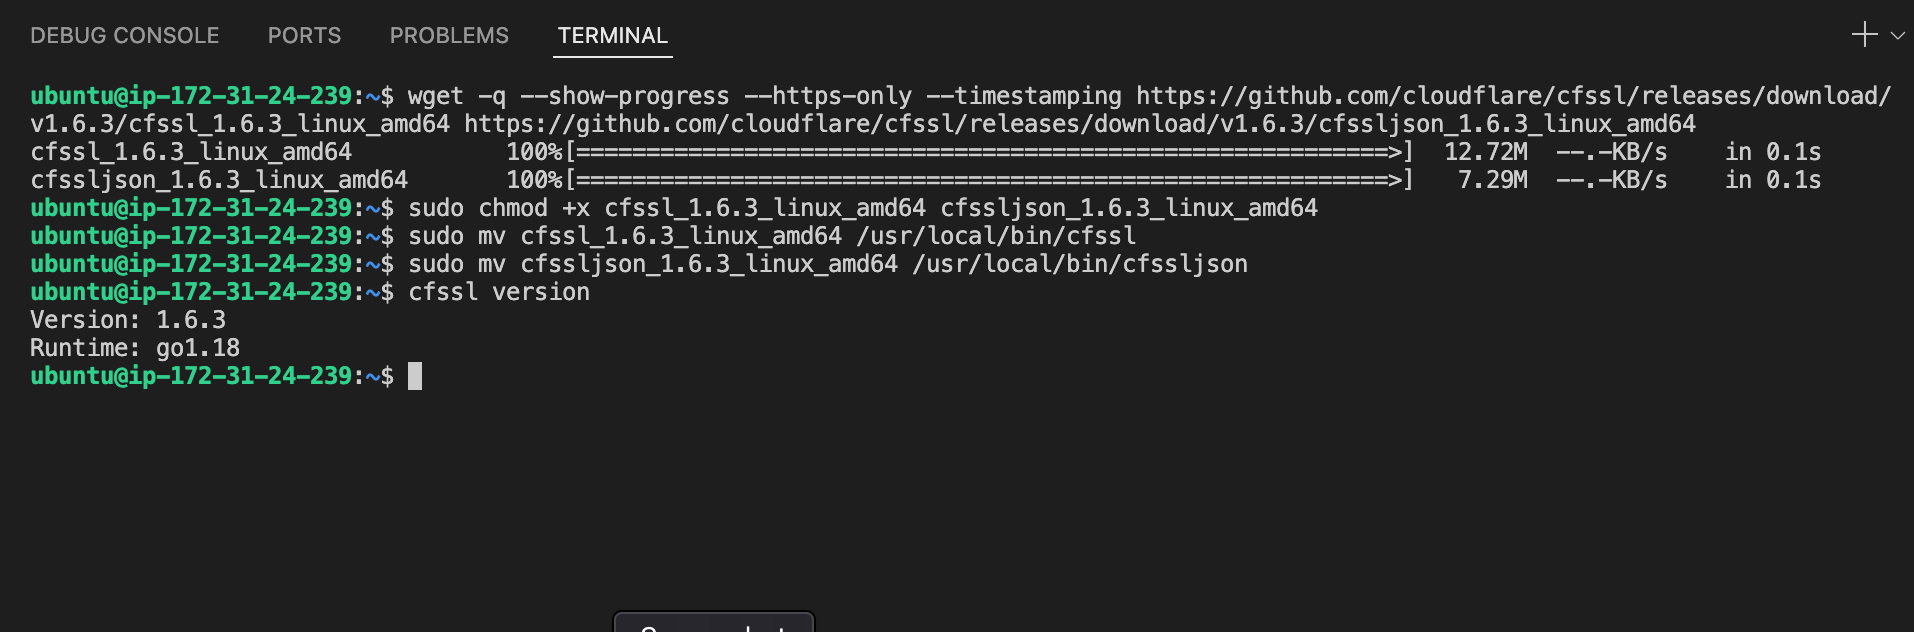 DEBUG CONSOLE PORTS PROBLEMS TERMINAL
ubuntu@ip-172-31-24-239:~$ wget -q --show-progress --https-only --timestamping https://github.com/cloudflare/cfssl/releases/download/
v1.6.3/cfssl_1.6.3_linux_amd64 https://github.com/cloudflare/cfssl/releases/download/v1.6.3/cfssljson_1.6.3_linux_amd64
cfssl_1.6.3_linux_amd64 100%[==========================================================>] 12.72M --.-KB/s in 0.1s
cfssljson_1.6.3_linux_amd64 100%[==========================================================>] 7.29M --.-KB/s in 0.1s
ubuntu@ip-172-31-24-239:~$ sudo chmod +x cfssl_1.6.3_linux_amd64 cfssljson_1.6.3_linux_amd64
ubuntu@ip-172-31-24-239:~$ sudo mv cfssl_1.6.3_linux_amd64 /usr/local/bin/cfssl
ubuntu@ip-172-31-24-239:~$ sudo mv cfssljson_1.6.3_linux_amd64 /usr/local/bin/cfssljson
ubuntu@ip-172-31-24-239:~$ cfssl version
Version: 1.6.3
Runtime: go1.18
ubuntu@ip-172-31-24-239:~$